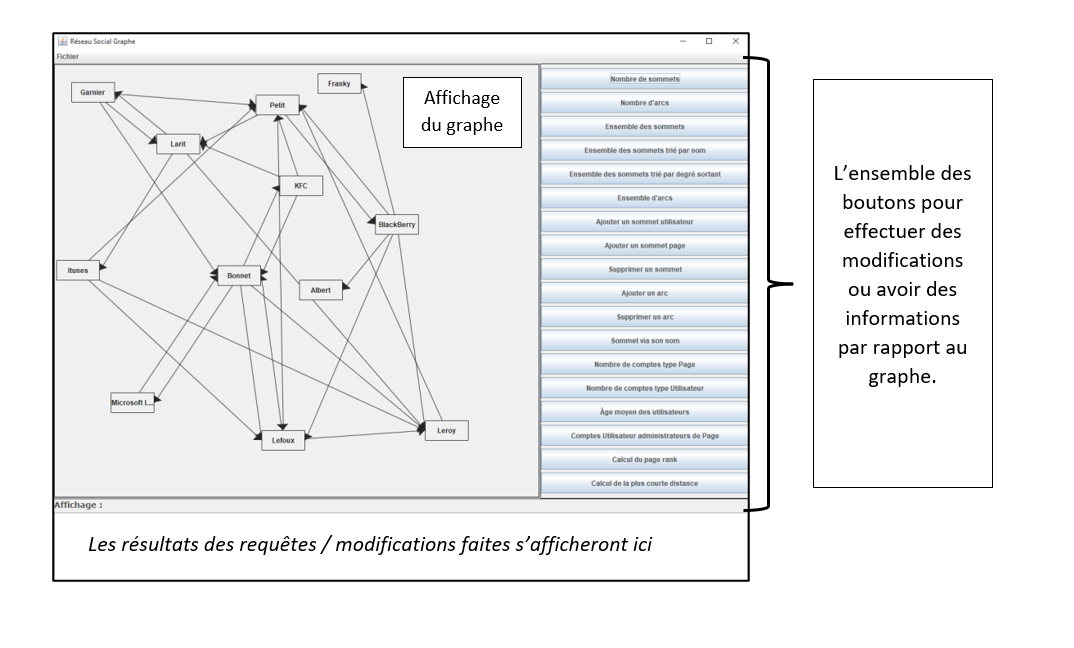 Réseau Social Graphe
Fichier
Garnier
Petit
Franky
Larit
KFC
BlackBerry
Itunes
Bonnet
Albert
Microsoft L...
Lefoux
Leroy
Affichage
du graphe
Nombre de sommets
Nombre d'arcs
Ensemble des sommets
Ensemble des sommets trié par nom
Ensemble des sommets trié par degré sortant
Ensemble d'arcs
Ajouter un sommet utilisateur
Ajouter un sommet page
Supprimer un sommet
Ajouter un arc
Supprimer un arc
Sommet via son nom
Nombre de comptes type Page
Nombre de comptes type Utilisateur
Âge moyen des utilisateurs
Comptes Utilisateur administrateurs de Page
Calcul du page rank
Calcul de la plus courte distance
Affichage :
Les résultats des requêtes / modifications faites s'afficheront ici
L'ensemble des
boutons pour
effectuer des
modifications
ou avoir des
informations
par rapport au
graphe.